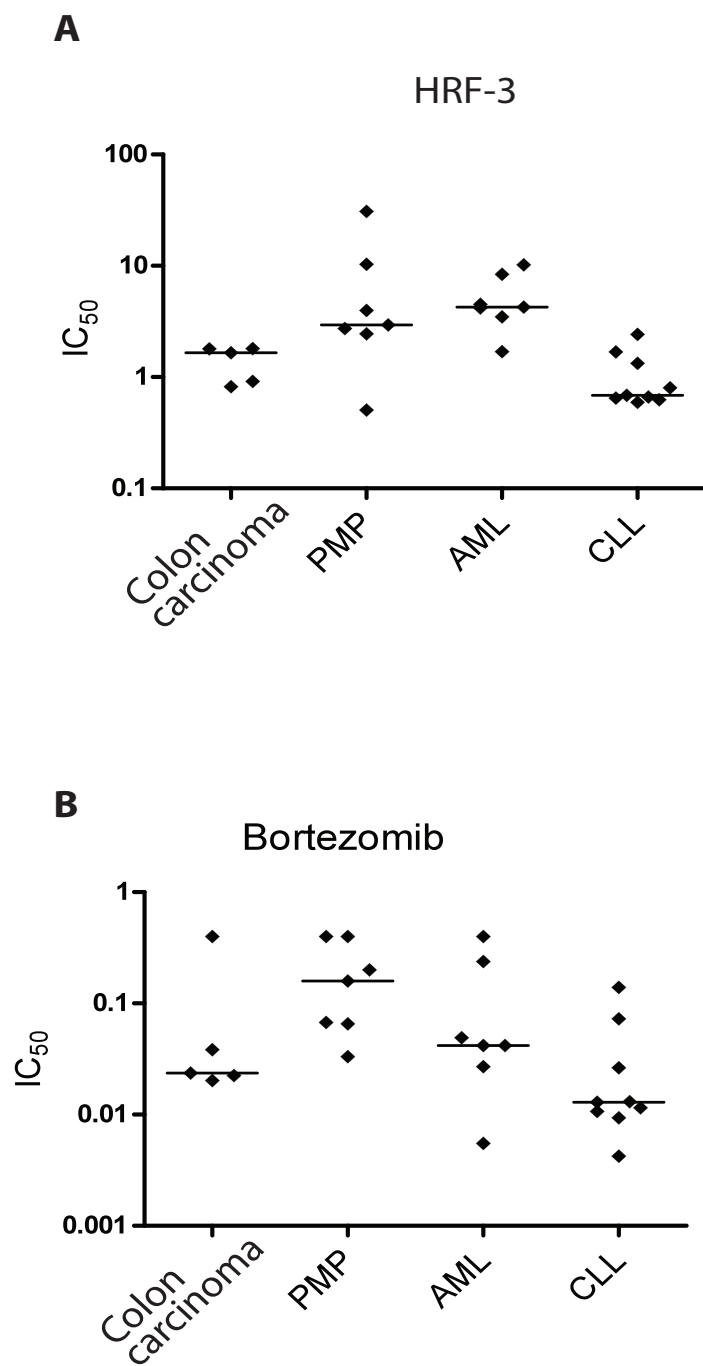 A
HRF-3
100
10
1
0.1
IC50
Colon
carcinoma
PMP
AML
CLL
B
Bortezomib
1
0.1
0.01
0.001
IC50
Colon
carcinoma
PMP
AML
CLL